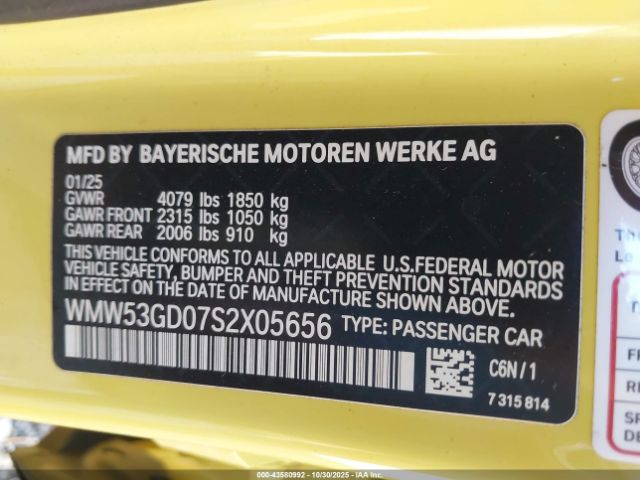 MFD BY BAYERISCHE MOTOREN WERKE AG
01/25
GVWR 4079 lbs 1850 kg
GAWR FRONT 2315 lbs 1050 kg
GAWR REAR 2006 lbs 910 kg
THIS VEHICLE CONFORMS TO ALL APPLICABLE U.S.FEDERAL MOTOR
VEHICLE SAFETY, BUMPER AND THEFT PREVENTION STANDARDS
IN EFFECT ON THE DATE OF MANUFACTURE SHOWN ABOVE.
WMW53GD07S2X05656 TYPE: PASSENGER CAR
C6N/1
7 315 814
000-43580992 • 10/30/2025 - Copyright © IAA, Inc.